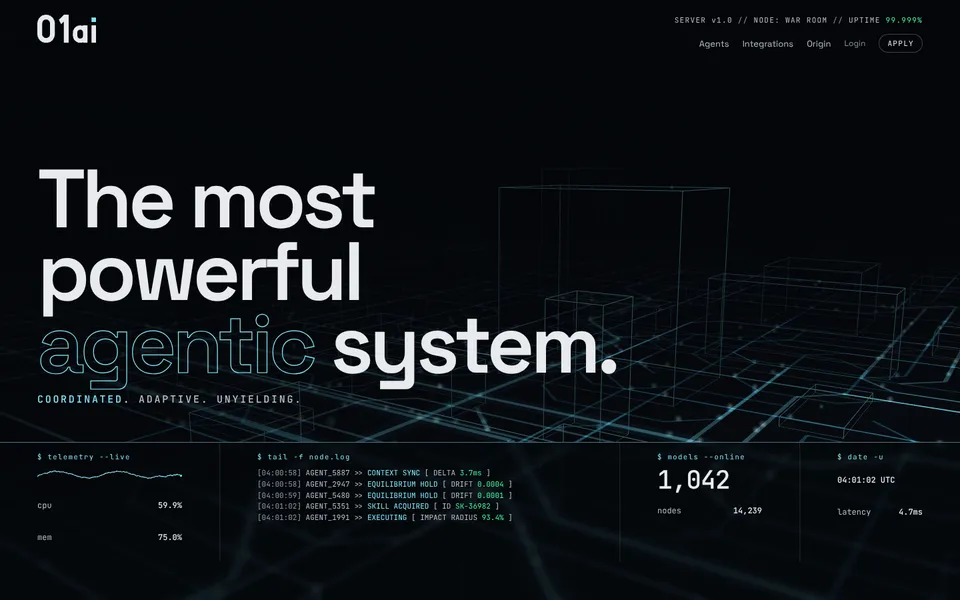 01ai
SERVER v1.0 // NODE: WAR ROOM // UPTIME 99.999%
Agents Integrations Origin Login APPLY
The most
powerful
agentic system.
COORDINATED. ADAPTIVE. UNYIELDING.
$ telemetry --live
cpu 59.9%
mem 75.0%
$ tail -f node.log
[04:00:58] AGENT_5887 >> CONTEXT SYNC [ DELTA 3.7ms ]
[04:00:58] AGENT_2947 >> EQUILIBRIUM HOLD [ DRIFT 0.0004 ]
[04:00:59] AGENT_5480 >> EQUILIBRIUM HOLD [ DRIFT 0.0001 ]
[04:01:02] AGENT_5351 >> SKILL ACQUIRED [ ID SK-36982 ]
[04:01:02] AGENT_1991 >> EXECUTING [ IMPACT RADIUS 93.4% ]
$ models --online
1,042
nodes 14,239
$ date -u
04:01:02 UTC
latency 4.7ms